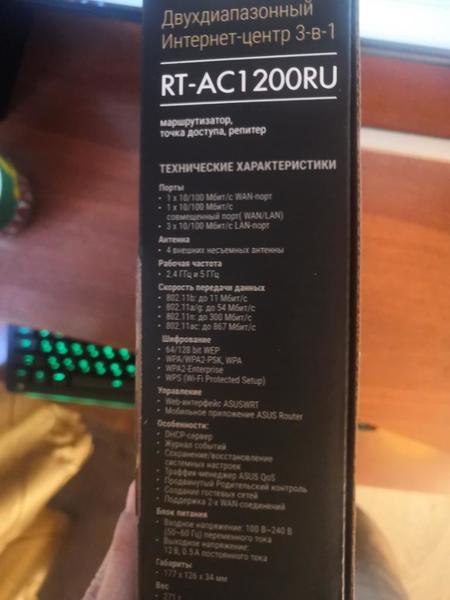 Двухдиапазонный
Интернет-центр 3-в-1
RT-AC1200RU
маршрутизатор,
точка доступа, репитер
ТЕХНИЧЕСКИЕ ХАРАКТЕРИСТИКИ
Порты
• 1 x 10/100 Мбит/с WAN-порт
• 1 x 10/100 Мбит/с
совмещенный порт( WAN/LAN)
• 3 x 10/100 Мбит/с LAN-порт
Антенна
• 4 внешних несъемных антенны
Рабочая частота
• 2.4 ГГц и 5 ГГц
Скорость передачи данных
• 802.11b: до 11 Мбит/с
• 802.11a/g: до 54 Мбит/с
• 802.11n: до 300 Мбит/с
• 802.11ac: до 867 Мбит/с
Шифрование
• 64/128 bit WEP
• WPA/WPA2-PSK, WPA
• WPA2-Enterprise
• WPS (Wi-Fi Protected Setup)
Управление
• Web-интерфейс ASUSWRT
• Мобильное приложение ASUS Router
Особенности:
• DHCP-сервер
• Журнал событий
• Сохранение/восстановление
системных настроек
• Траффик-менеджер ASUS QoS
• Продвинутый Родительский контроль
• Создание гостевых сетей
• Поддержка 2-х WAN-соединений
Блок питания
• Входное напряжение: 100 В~240 В
(50~60 Гц) переменного тока
• Выходное напряжение:
12 В, 0.5 А постоянного тока
Габариты
• 177 x 126 x 34 мм
Вес
• 271